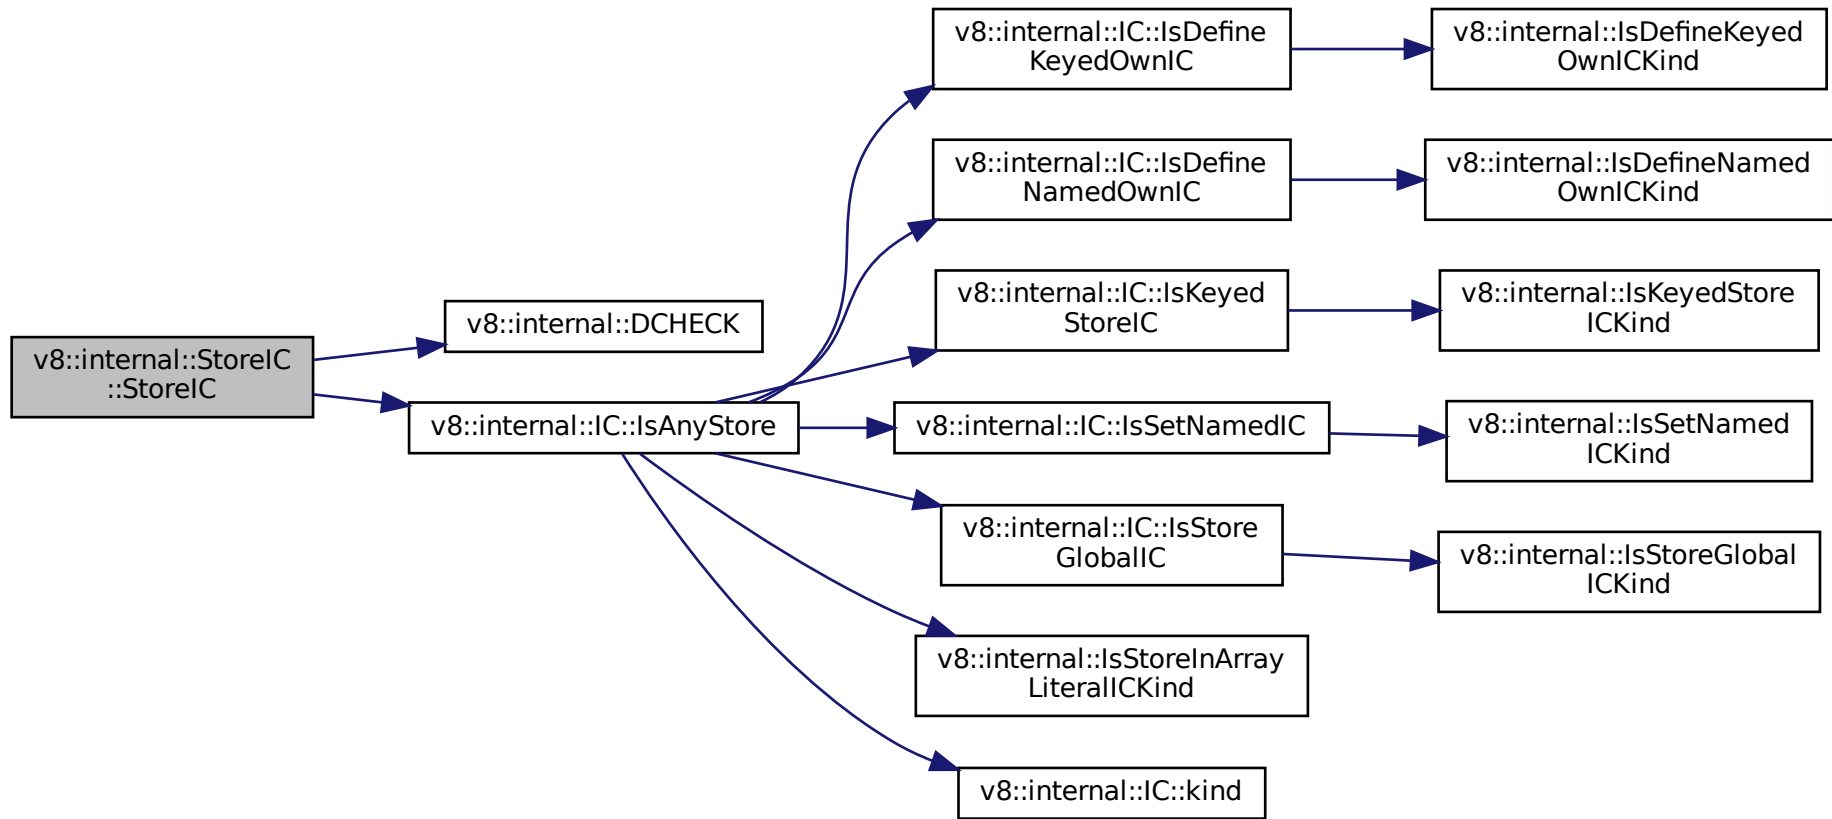 v8::internal::StoreIC
::StoreIC
v8::internal::DCHECK
v8::internal::IC::IsAnyStore
v8::internal::IC::IsDefine
KeyedOwnIC
v8::internal::IsDefineKeyed
OwnICKind
v8::internal::IC::IsDefine
NamedOwnIC
v8::internal::IsDefineNamed
OwnICKind
v8::internal::IC::IsKeyed
StoreIC
v8::internal::IsKeyedStore
ICKind
v8::internal::IC::IsSetNamedIC
v8::internal::IsSetNamed
ICKind
v8::internal::IC::IsStore
GlobalIC
v8::internal::IsStoreGlobal
ICKind
v8::internal::IsStoreInArray
LiteralICKind
v8::internal::IC::kind